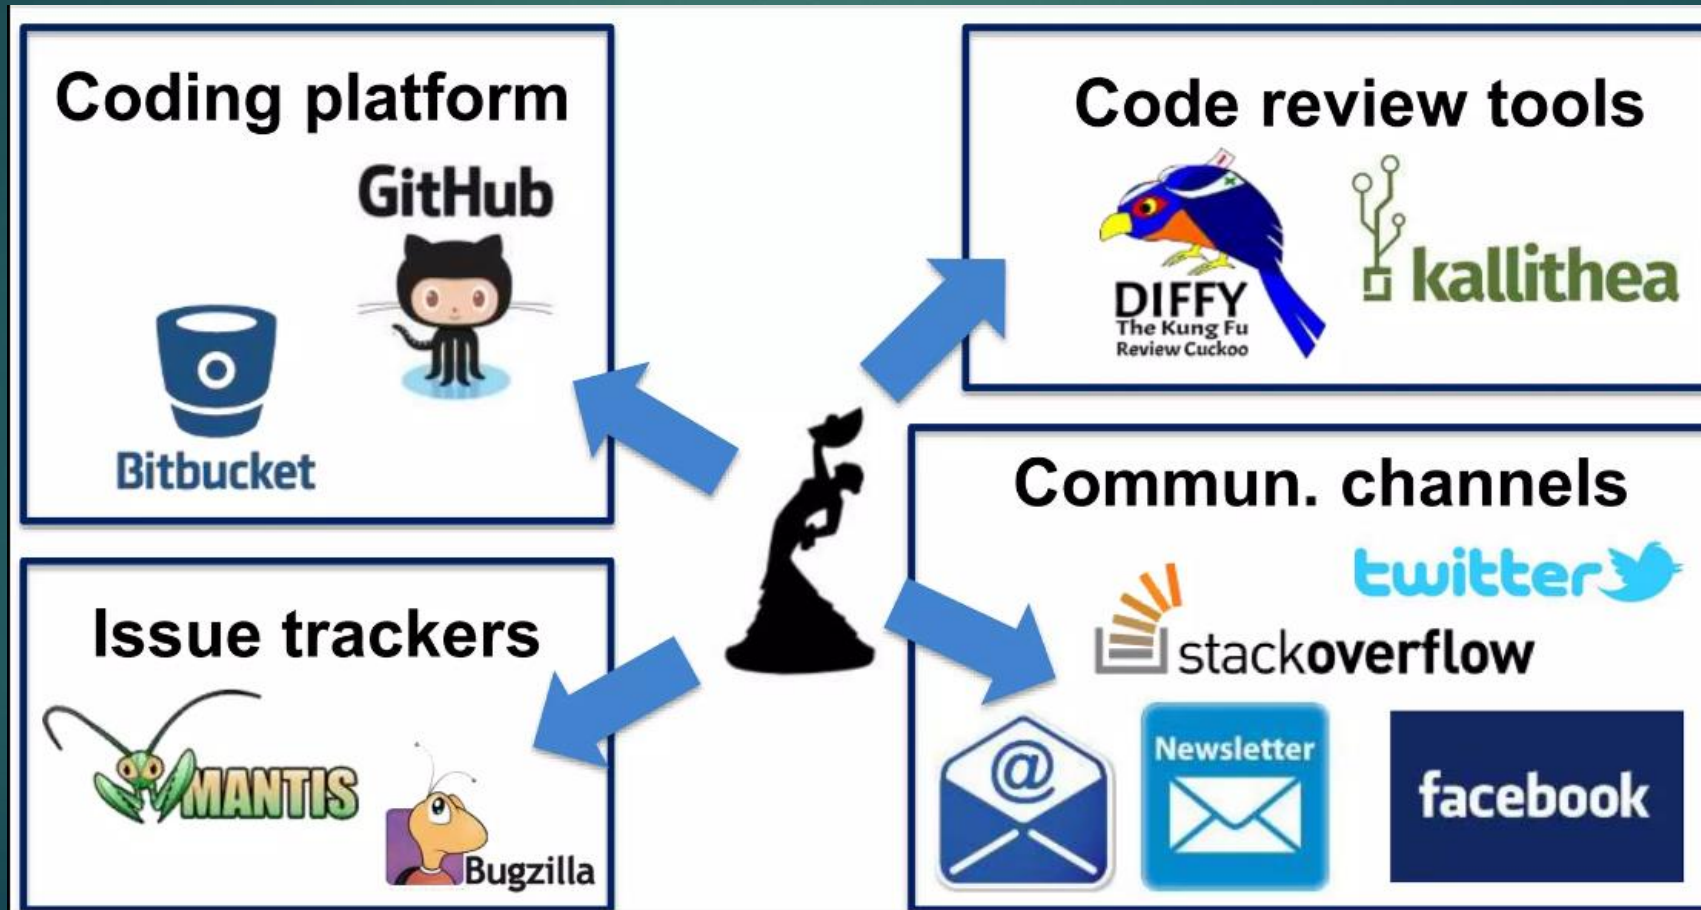 Coding platform
GitHub
Bitbucket
Code review tools
DIFFY
The Kung Fu
Review Cuckoo
kallithea
Issue trackers
MANTIS
Bugzilla
Commun. channels
twitter
stackoverflow
@
Newsletter
facebook